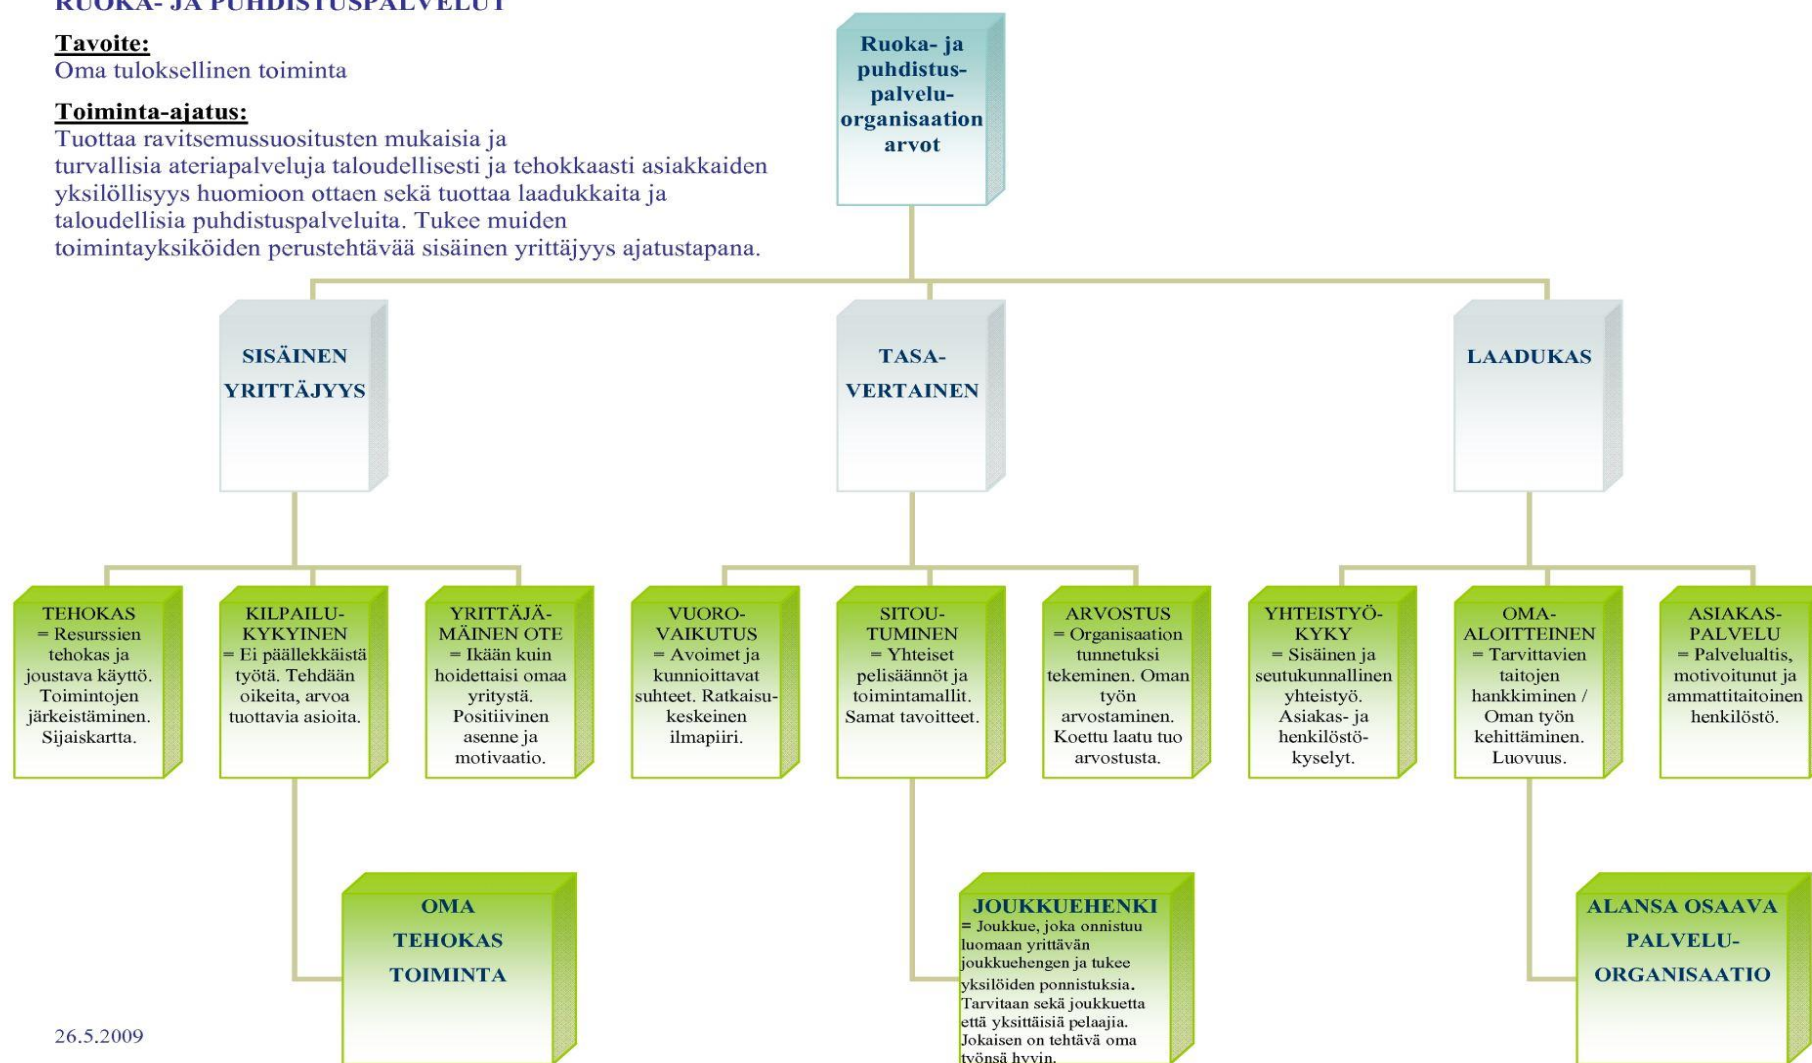 RUOKA- JA PUHDISTUSPALVELUT
Tavoite:
Oma tuloksellinen toiminta
Toiminta-ajatus:
Tuottaa ravitsemussuositusten mukaisia ja
turvallisia ateriapalveluja taloudellisesti ja tehokkaasti asiakkaiden
yksilöllisyys huomioon ottaen sekä tuottaa laadukkaita ja
taloudellisia puhdistuspalveluita. Tukee muiden
toimintayksiköiden perustehtävää sisäinen yrittäjyys ajatustapana.
Ruoka- ja
puhdistus-
palvelu-
organisaation
arvot
SISÄINEN
YRITTÄJYYS
TASA-
VERTAINEN
LAADUKAS
TEHOKAS
= Resurssien
tehokas ja
joustava käyttö.
Toimintojen
järkeistäminen.
Sijaiskartta.
KILPAILU-
KYKYINEN
= Ei päällekkäistä
työtä. Tehdään
oikeita, arvoa
tuottavia asioita.
YRITTÄJÄ-
MÄINEN OTE
= Ikään kuin
hoidettaisi omaa
yritystä.
Positiivinen
asenne ja
motivaatio.
VUORO-
VAIKUTUS
= Avoimet ja
kunnioittavat
suhteet. Ratkaisu-
keskeinen
ilmapiiri.
SITOU-
TUMINEN
= Yhteiset
pelisäännöt ja
toimintamallit.
Samat tavoitteet.
ARVOSTUS
= Organisaation
tunnetuksi
tekeminen. Oman
työn
arvostaminen.
Koettu laatu tuo
arvostusta.
YHTEISTYÖ-
KYKY
= Sisäinen ja
seutukunnallinen
yhteistyö.
Asiakas- ja
henkilöstö-
kyselyt.
OMA-
ALOITTEINEN
= Tarvittavien
taitojen
hankkiminen /
Oman työn
kehittäminen.
Luovuus.
ASIAKAS-
PALVELU
= Palvelualtis,
motivoitunut ja
ammattitaitoinen
henkilöstö.
OMA
TEHOKAS
TOIMINTA
JOUKKUEHENKI
= Joukkue, joka onnistuu
luomaan yrittävän
joukkuehengen ja tukee
yksilöiden ponnistuksia.
Tarvitaan sekä joukkuetta
että yksittäisiä pelaajia.
Jokaisen on tehtävä oma
työnsä hyvin.
ALANSA OSAAVA
PALVELU-
ORGANISAATIO
26.5.2009